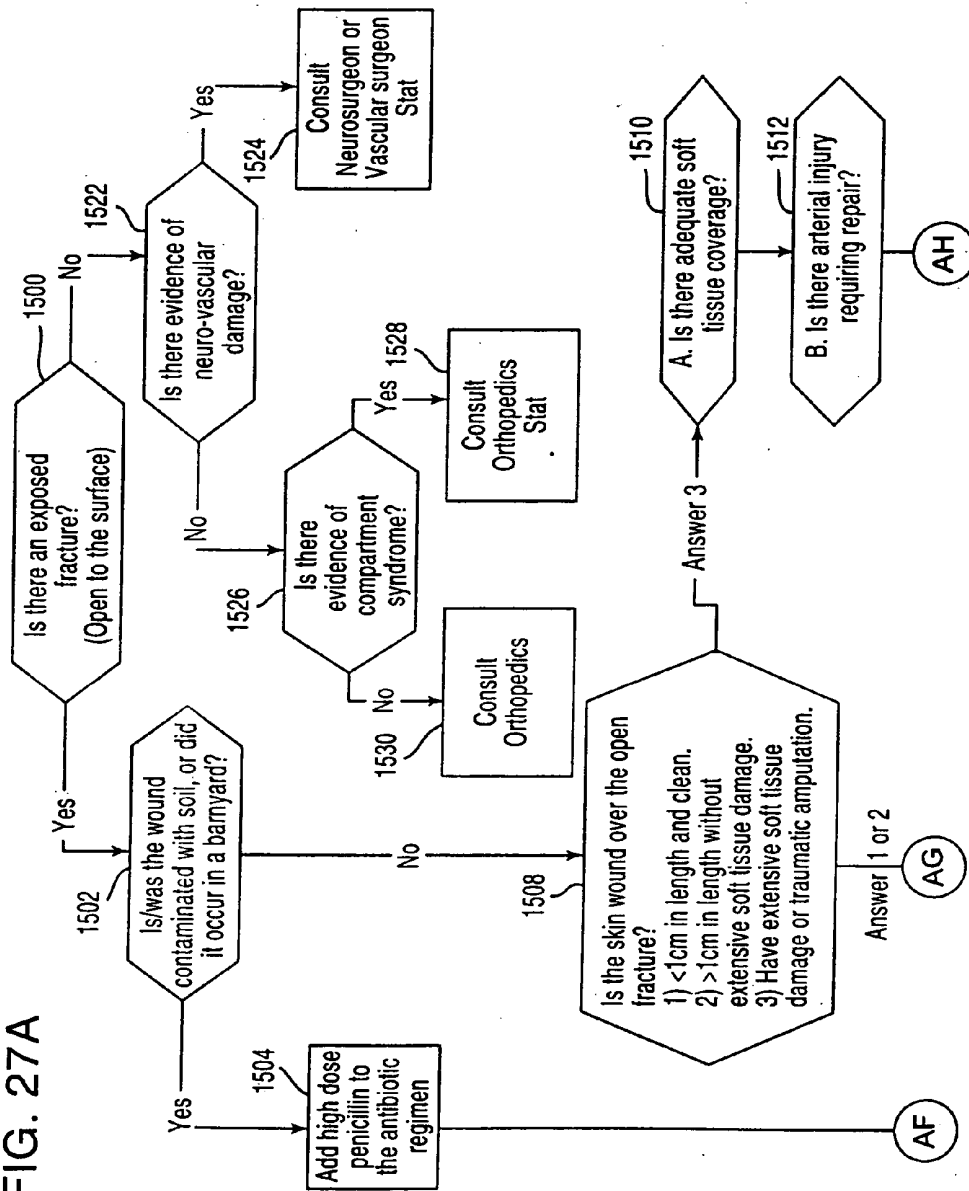 FIG. 27A
1500
Is there an exposed
fracture?
(Open to the surface)
Yes
No
1502
Is/was the wound
contaminated with soil, or did
it occur in a barnyard?
1522
Is there evidence of
neuro-vascular
damage?
Yes
No
No
Yes
1504
Add high dose
penicillin to
the antibiotic
regimen
1524
Consult
Neurosurgeon or
Vascular surgeon
Stat
1526
Is there
evidence of
compartment
syndrome?
No
Yes
1530
Consult
Orthopedics
1528
Consult
Orthopedics
Stat
1508
Is the skin wound over the open
fracture?
1) <1cm in length and clean.
2) >1cm in length without
extensive soft tissue damage.
3) Have extensive soft tissue
damage or traumatic amputation.
Answer 3
1510
A. Is there adequate soft
tissue coverage?
1512
B. Is there arterial injury
requiring repair?
Answer 1 or 2
AF
AG
AH